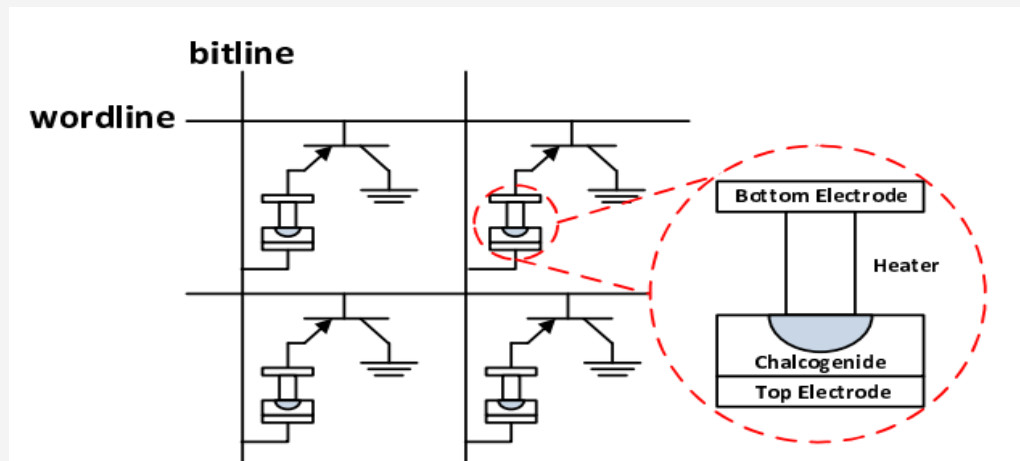 bitline
wordline
Bottom Electrode
Heater
Chalcogenide
Top Electrode